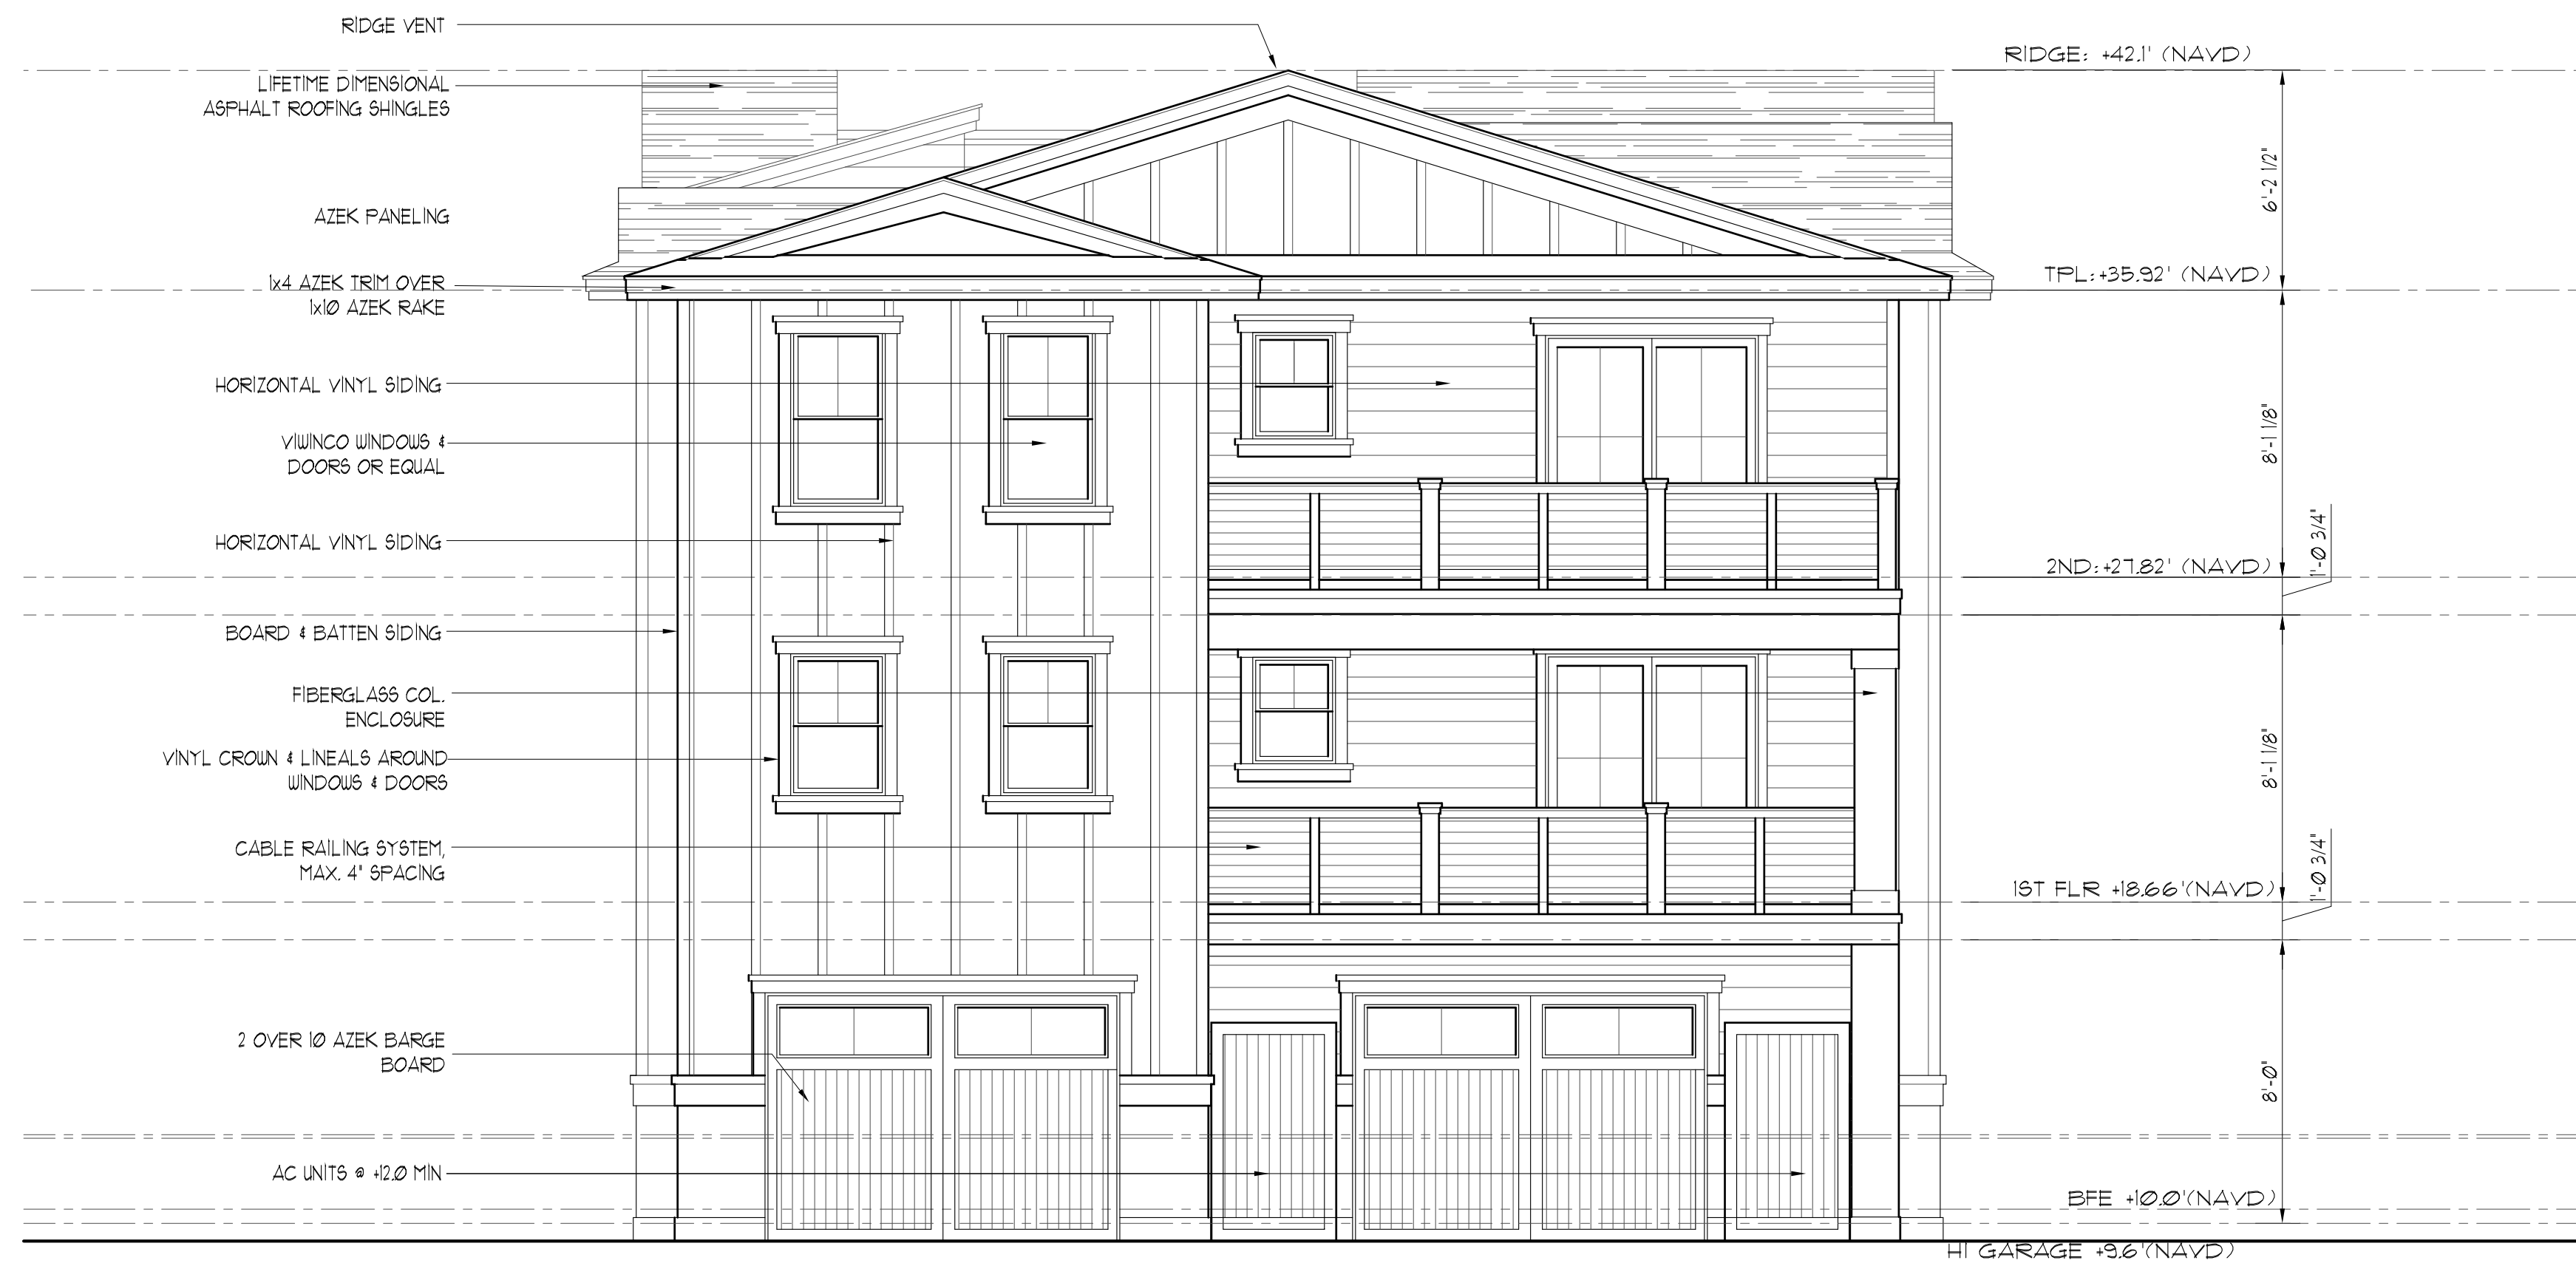 RIDGE VENT
LIFETIME DIMENSIONAL
ASPHALT ROOFING SHINGLES
AZEK PANELING
1x4 AZEK TRIM OVER
1x10 AZEK RAKE
HORIZONTAL VINYL SIDING
VIWINCO WINDOWS &
DOORS OR EQUAL
HORIZONTAL VINYL SIDING
BOARD & BATTEN SIDING
FIBERGLASS COL.
ENCLOSURE
VINYL CROWN & LINEALS AROUND
WINDOWS & DOORS
CABLE RAILING SYSTEM,
MAX. 4" SPACING
2 OVER 10 AZEK BARGE
BOARD
AC UNITS @ +12.0 MIN
RIDGE: +42.1' (NAVD)
6'-2 1/2"
TPL:+35.92' (NAVD)
8'-1 1/8"
2ND:+27.82' (NAVD)
1'-0 3/4"
8'-1 1/8"
1ST FLR +18.66'(NAVD)
1'-0 3/4"
8'-0"
BFE +10.0'(NAVD)
HI GARAGE +9.6'(NAVD)